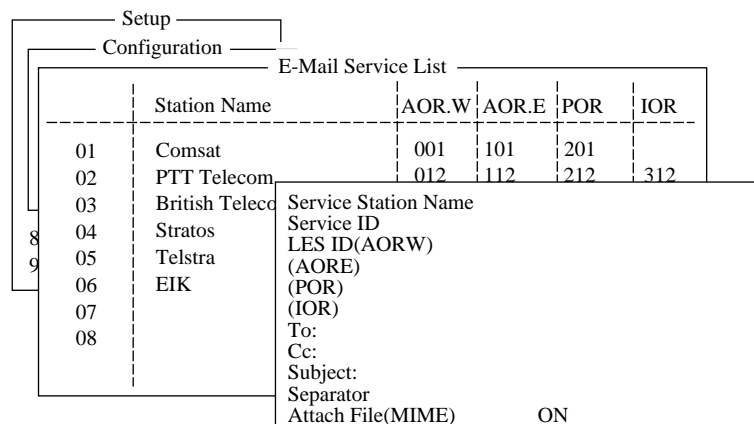 Setup
Configuration
E-Mail Service List
Station Name AOR.W AOR.E POR IOR
01 Comsat 001 101 201
02 PTT Telecom 012 112 212 312
03 British Teleco
8 04 Stratos
9 05 Telstra
06 EIK
07
08
Service Station Name
Service ID
LES ID(AORW)
(AORE)
(POR)
(IOR)
To:
Cc:
Subject:
Separator
Attach File(MIME) ON